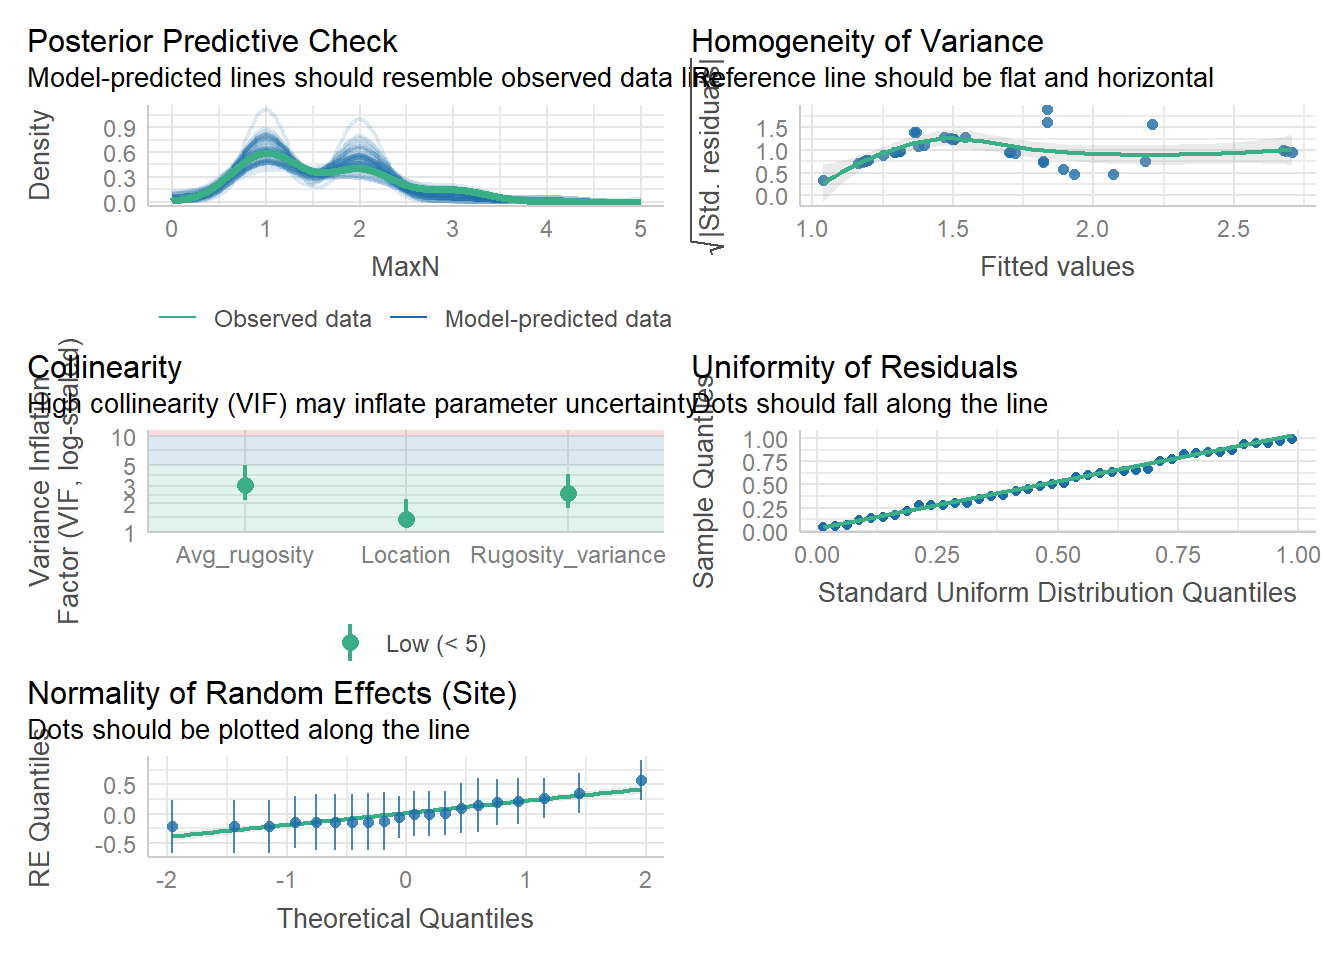 Posterior Predictive Check
Model-predicted lines should resemble observed data line
Density
0.9
0.6
0.3
0.0
0 1 2 3 4 5
MaxN
Observed data Model-predicted data
Homogeneity of Variance
Reference line should be flat and horizontal
√|Std. residuals|
1.5
1.0
0.5
0.0
1.0 1.5 2.0 2.5
Fitted values
Collinearity
High collinearity (VIF) may inflate parameter uncertainty
Variance Inflation
Factor (VIF, log-scaled)
10
5
3
2
1
Avg_rugosity Location Rugosity_variance
Low (< 5)
Uniformity of Residuals
Dots should fall along the line
Sample Quantiles
1.00
0.75
0.50
0.25
0.00
0.00 0.25 0.50 0.75 1.00
Standard Uniform Distribution Quantiles
Normality of Random Effects (Site)
Dots should be plotted along the line
RE Quantiles
0.5
0.0
-0.5
-2 -1 0 1 2
Theoretical Quantiles